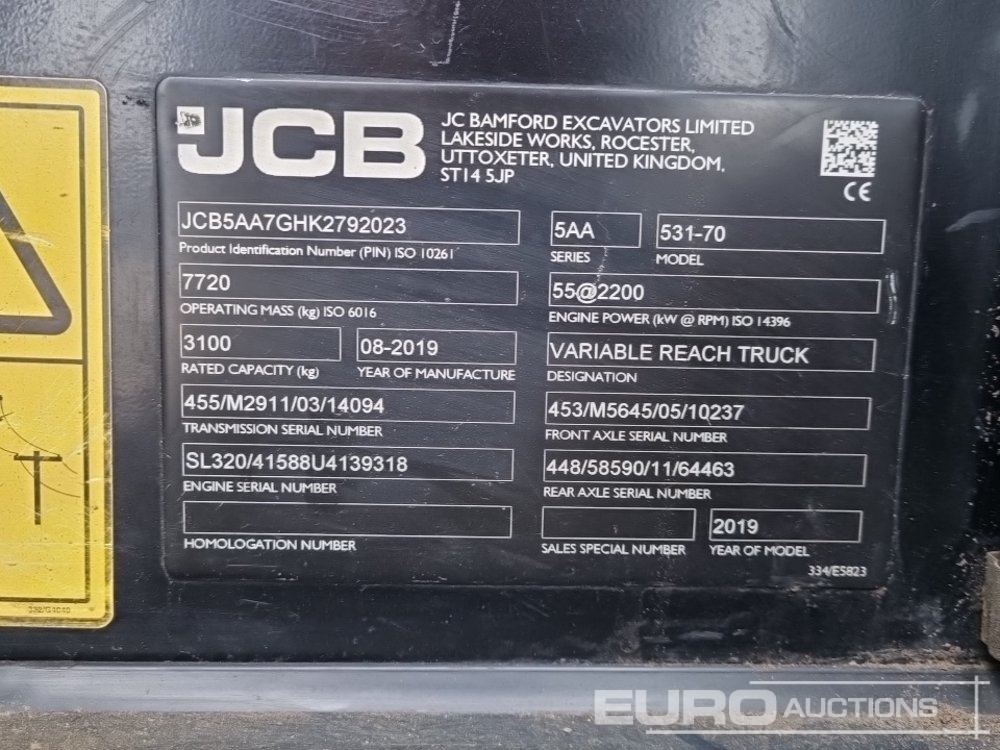 JCB
JC BAMFORD EXCAVATORS LIMITED
LAKESIDE WORKS, ROCESTER,
UTTOXETER, UNITED KINGDOM,
ST14 5JP
CE
JCB5AA7GHK2792023
Product Identification Number (PIN) ISO 10261
5AA
SERIES
531-70
MODEL
7720
OPERATING MASS (kg) ISO 6016
55@2200
ENGINE POWER (kW @ RPM) ISO 14396
3100
RATED CAPACITY (kg)
08-2019
YEAR OF MANUFACTURE
VARIABLE REACH TRUCK
DESIGNATION
455/M2911/03/14094
TRANSMISSION SERIAL NUMBER
453/M5645/05/10237
FRONT AXLE SERIAL NUMBER
SL320/41588U4139318
ENGINE SERIAL NUMBER
448/58590/11/64463
REAR AXLE SERIAL NUMBER
HOMOLOGATION NUMBER
SALES SPECIAL NUMBER
2019
YEAR OF MODEL
334/E5823
332/G4040
EURO AUCTIONS